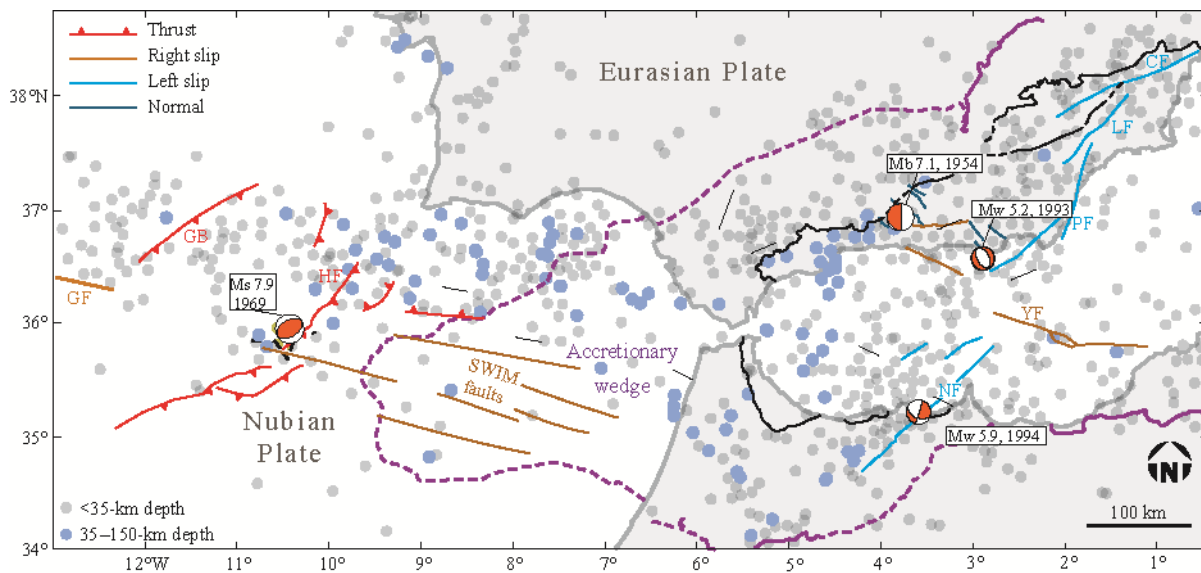 Thrust
Right slip
Left slip
Normal
Eurasian Plate
38°N
37°
36°
35°
34°
CF
LF
PF
Mb 7.1, 1954
Mw 5.2, 1993
GB
HF
GF
Ms 7.9
1969
YF
SWIM
faults
Accretionary
wedge
NF
Nubian
Plate
Mw 5.9, 1994
N
100 km
<35-km depth
35–150-km depth
12°W
11°
10°
9°
8°
7°
6°
5°
4°
3°
2°
1°